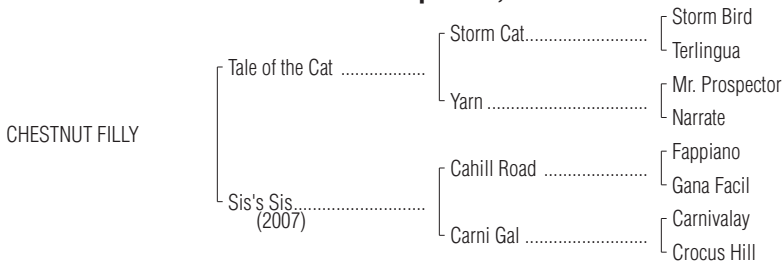 Storm Bird
Storm Cat..............................
Terlingua
Tale of the Cat ..................
Mr. Prospector
Yarn ......................................
Narrate
CHESTNUT FILLY
Fappiano
Cahill Road ........................
Gana Facil
Sis's Sis............................
(2007)
Carnivalay
Carni Gal ............................
Crocus Hill